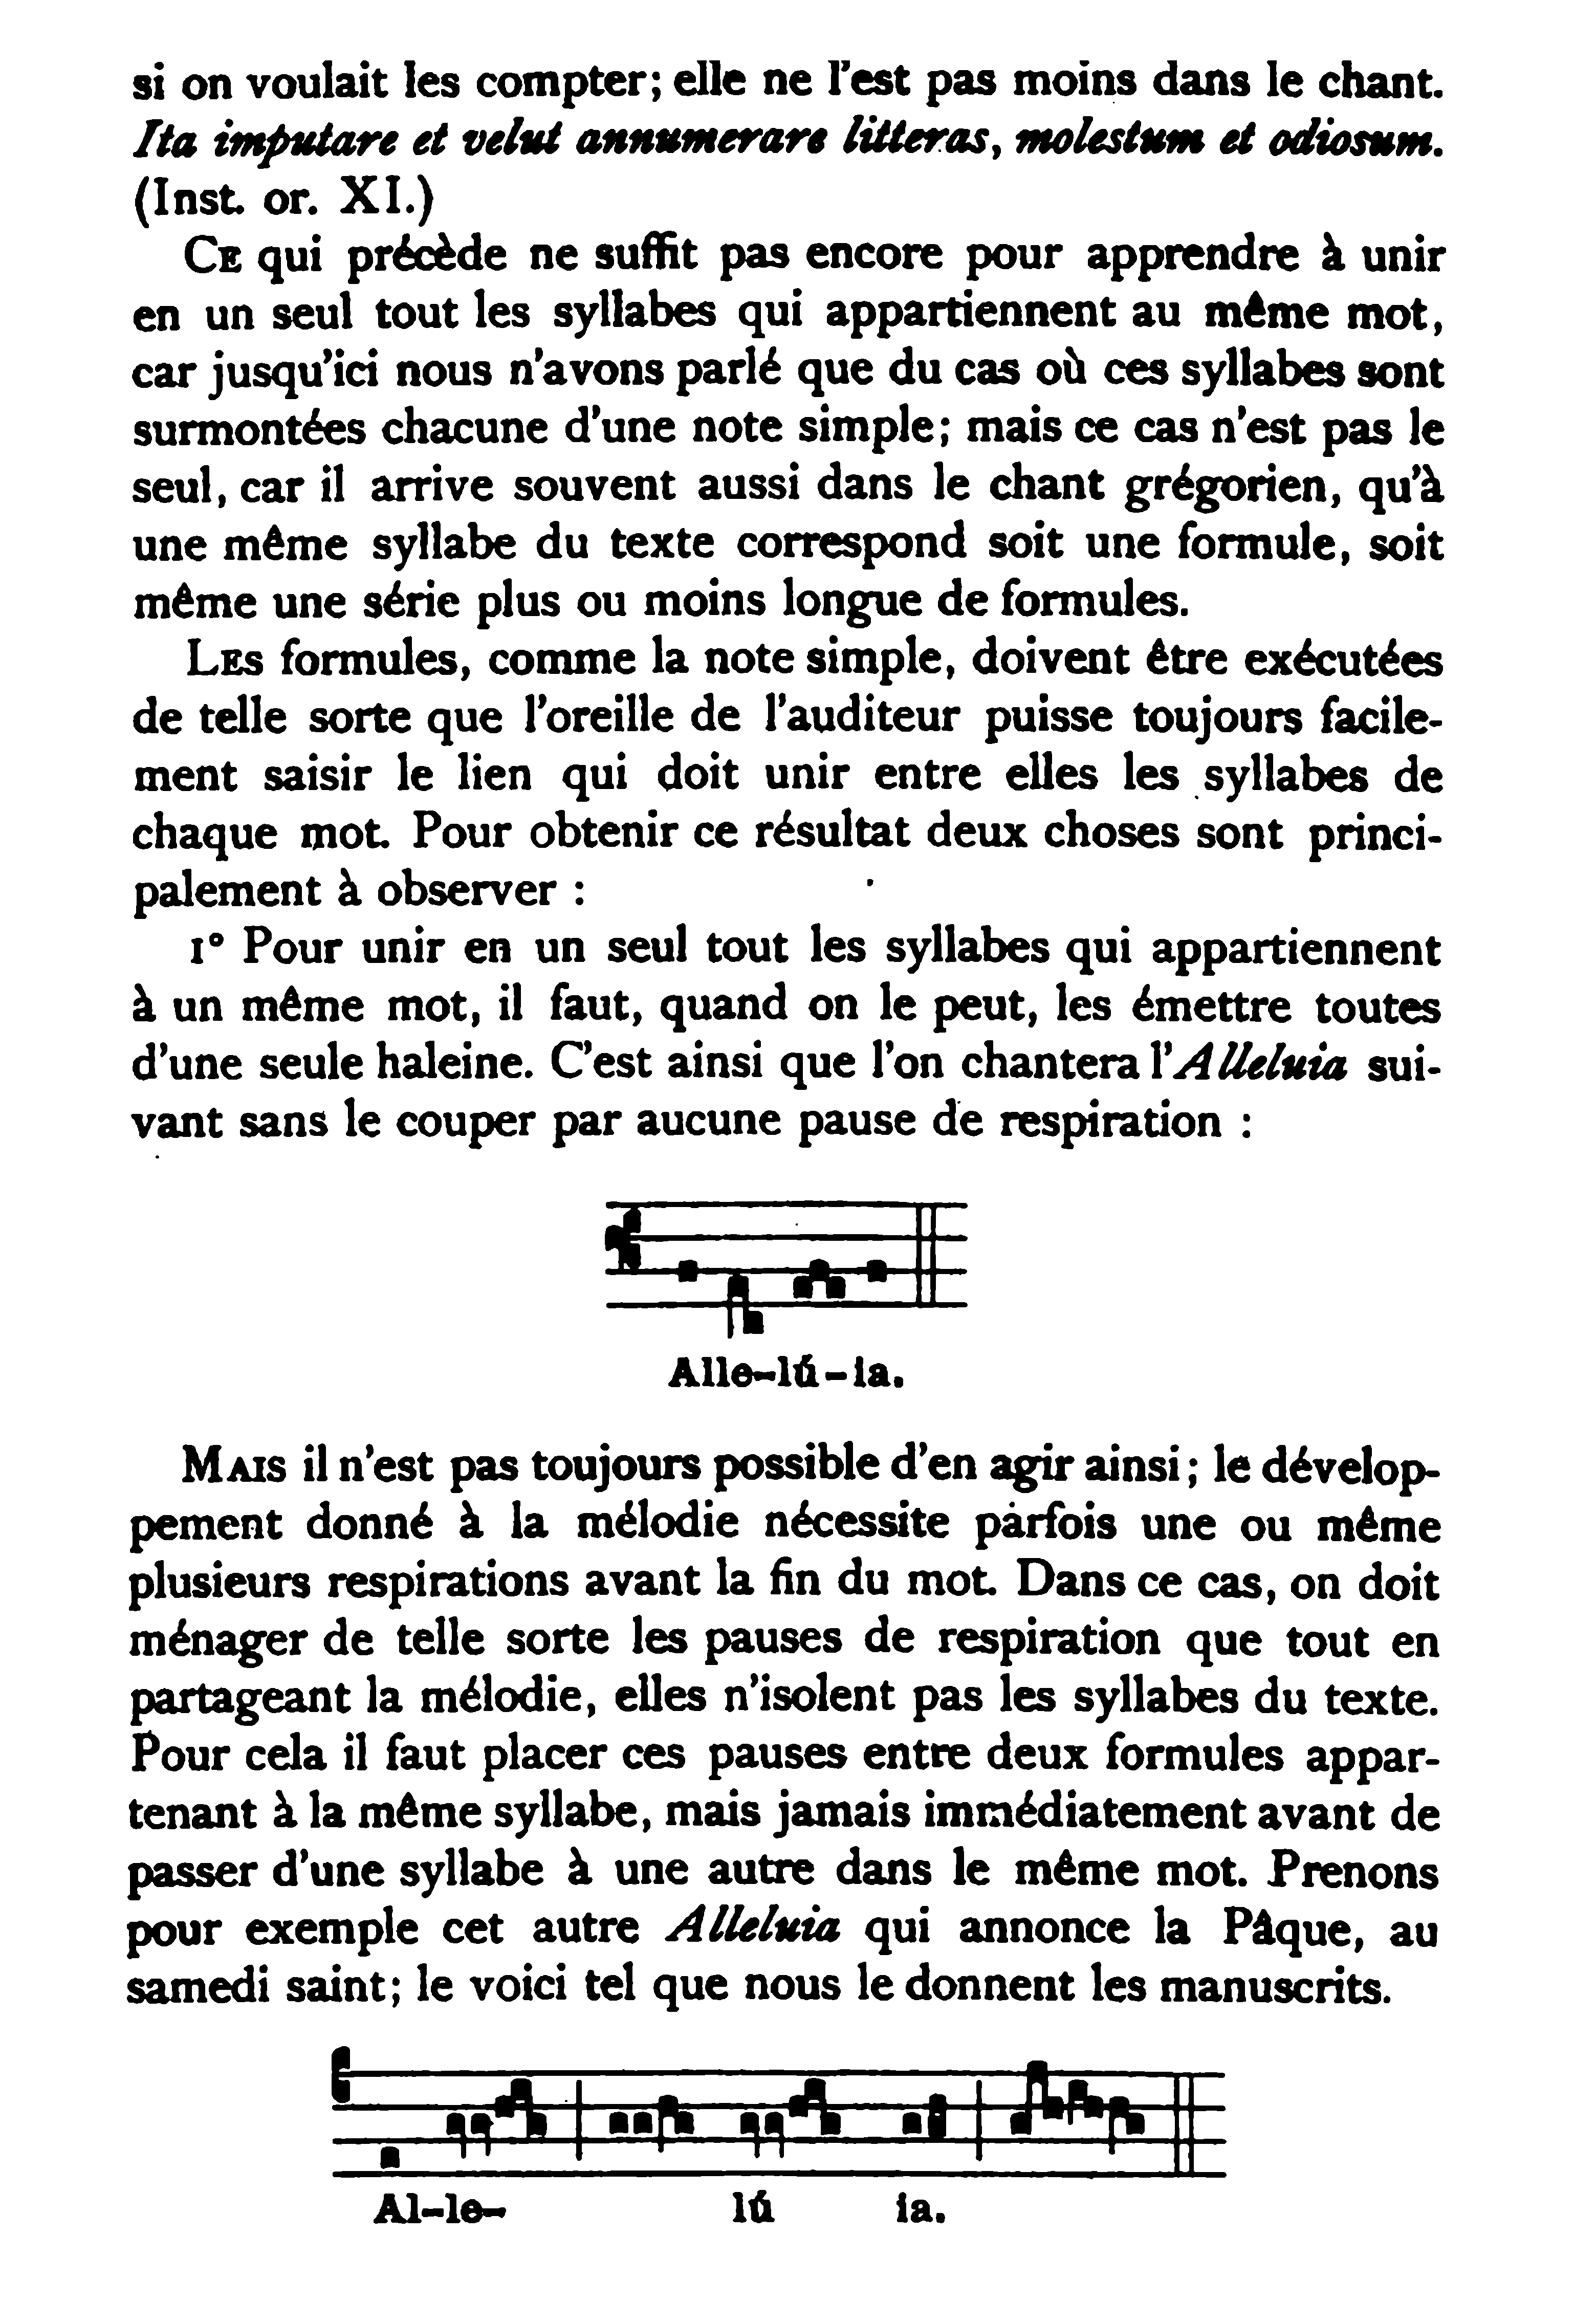 si on voulait les compter; elle ne l'est pas moins dans le chant.
Ita imputare et velut annumerare litteras, molestum et odiosum.
(Inst. or. XI.)
CE qui précède ne suffit pas encore pour apprendre à unir
en un seul tout les syllabes qui appartiennent au même mot,
car jusqu'ici nous n'avons parlé que du cas où ces syllabes sont
surmontées chacune d'une note simple; mais ce cas n'est pas le
seul, car il arrive souvent aussi dans le chant grégorien, qu'à
une même syllabe du texte correspond soit une formule, soit
même une série plus ou moins longue de formules.
LES formules, comme la note simple, doivent être exécutées
de telle sorte que l'oreille de l'auditeur puisse toujours facile-
ment saisir le lien qui doit unir entre elles les syllabes de
chaque mot. Pour obtenir ce résultat deux choses sont princi-
palement à observer :
1° Pour unir en un seul tout les syllabes qui appartiennent
à un même mot, il faut, quand on le peut, les émettre toutes
d'une seule haleine. C'est ainsi que l'on chantera l'Alleluia sui-
vant sans le couper par aucune pause de respiration :
Alle-lú-ia.
MAIS il n'est pas toujours possible d'en agir ainsi; le dévelop-
pement donné à la mélodie nécessite parfois une ou même
plusieurs respirations avant la fin du mot. Dans ce cas, on doit
ménager de telle sorte les pauses de respiration que tout en
partageant la mélodie, elles n'isolent pas les syllabes du texte.
Pour cela il faut placer ces pauses entre deux formules appar-
tenant à la même syllabe, mais jamais immédiatement avant de
passer d'une syllabe à une autre dans le même mot. Prenons
pour exemple cet autre Alleluia qui annonce la Pâque, au
samedi saint; le voici tel que nous le donnent les manuscrits.
Al-le- lú ia.